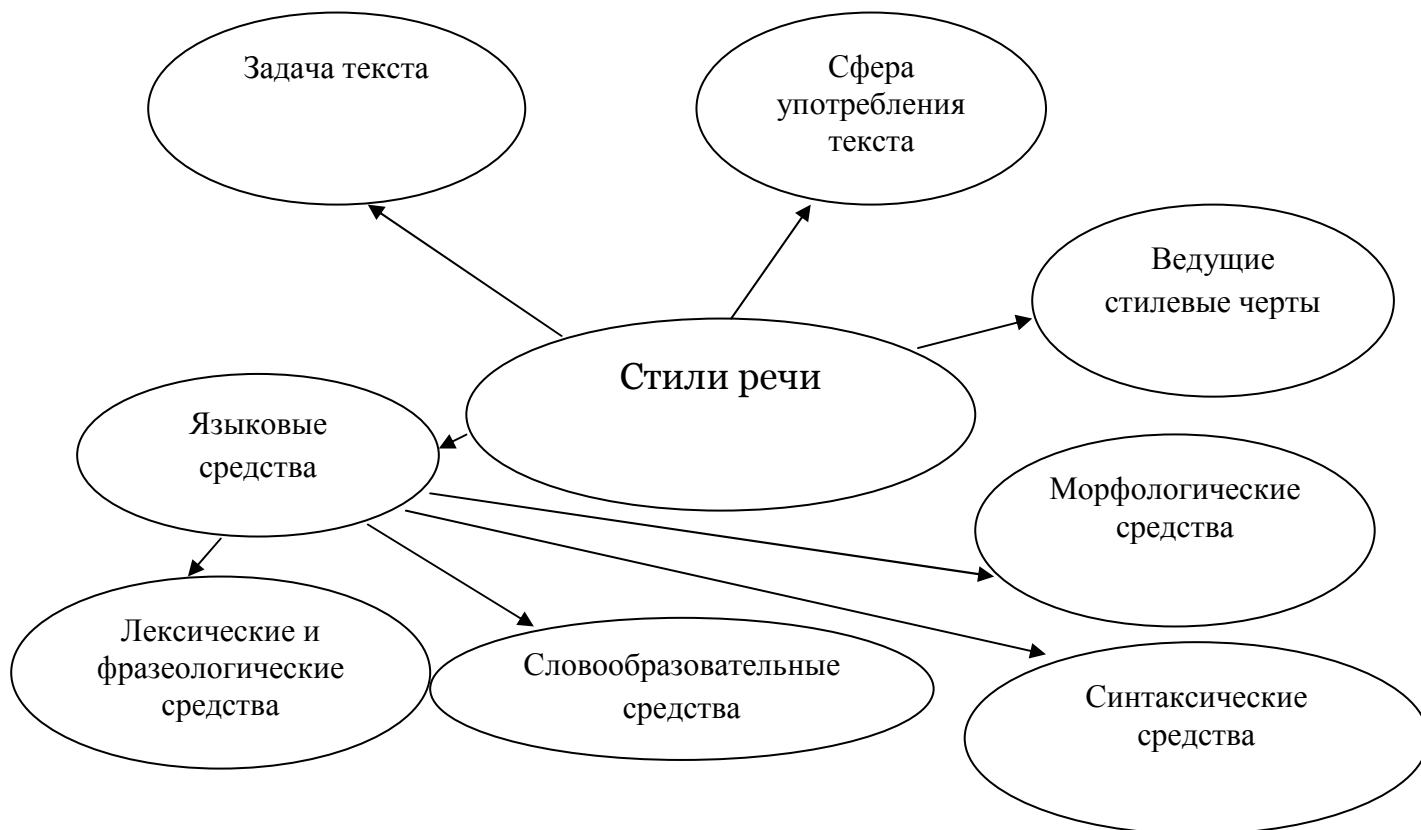 Задача текста
Сфера
употребления
текста
Ведущие
стилевые черты
Стили речи
Языковые
средства
Морфологические
средства
Лексические и
фразеологические
средства
Словообразовательные
средства
Синтаксические
средства